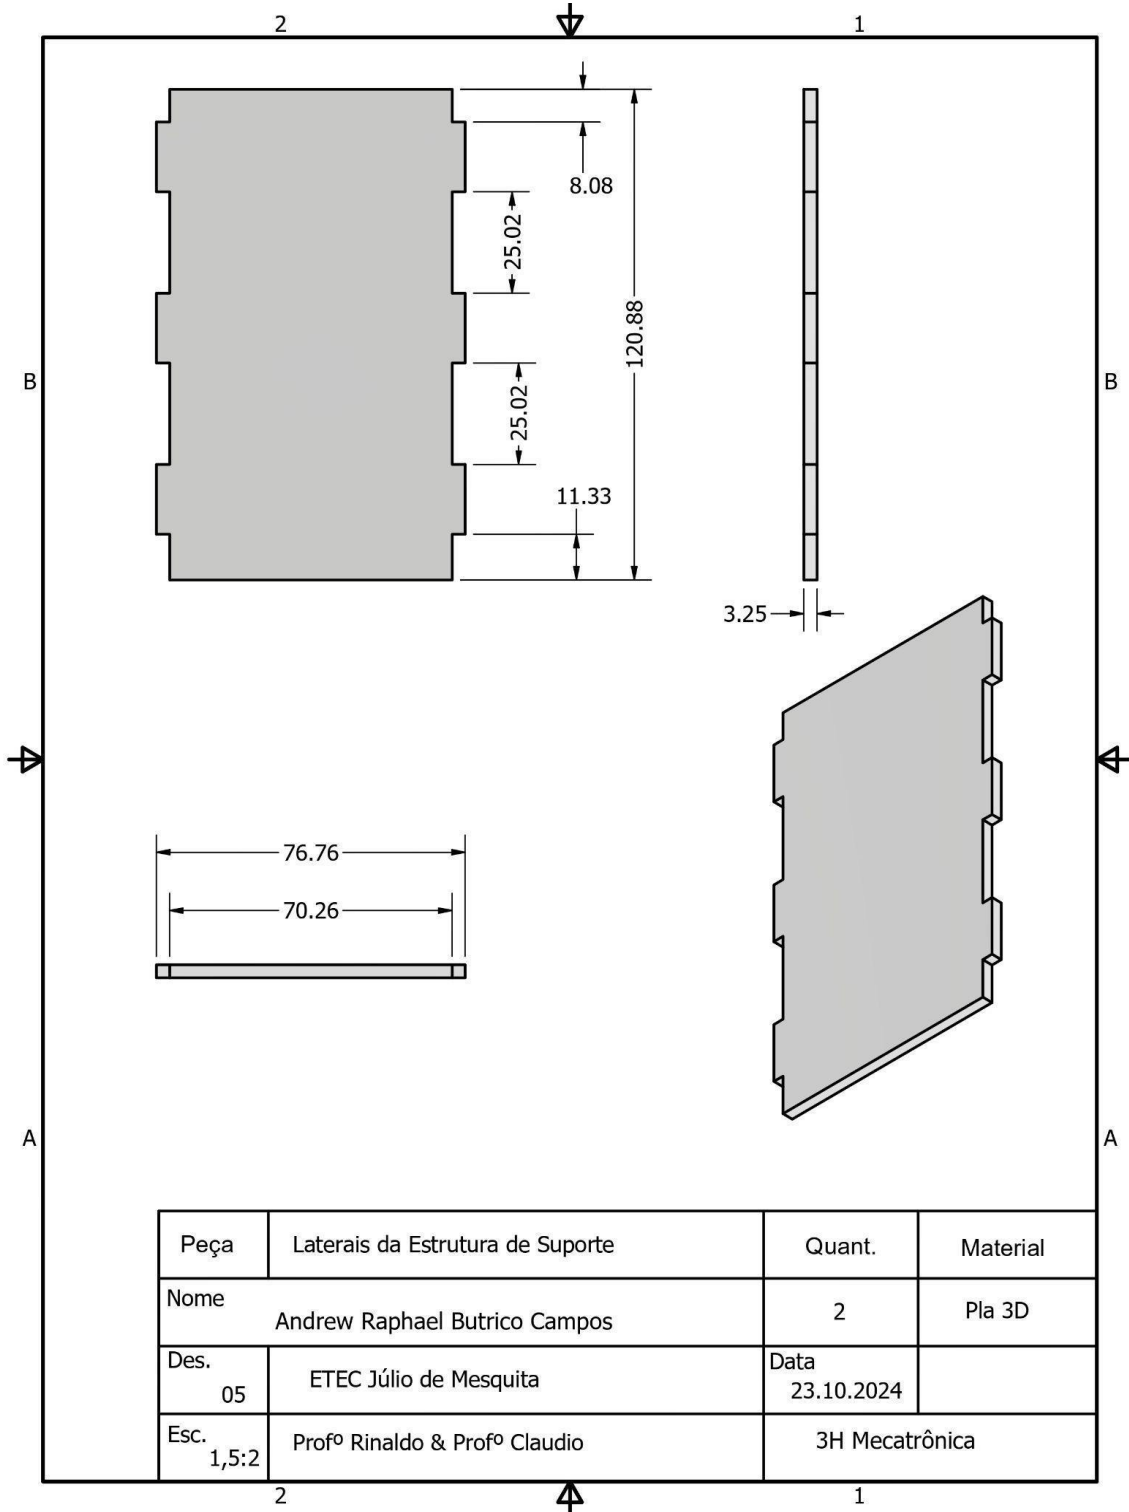 2 1
8.08
25.02
120.88
B B
25.02
11.33
3.25
76.76
70.26
A A
Peça Laterais da Estrutura de Suporte Quant. Material
Nome Andrew Raphael Butrico Campos 2 Pla 3D
Des. 05 ETEC Júlio de Mesquita Data 23.10.2024
Esc. 1,5:2 Profº Rinaldo & Profº Claudio 3H Mecatrônica
2 1